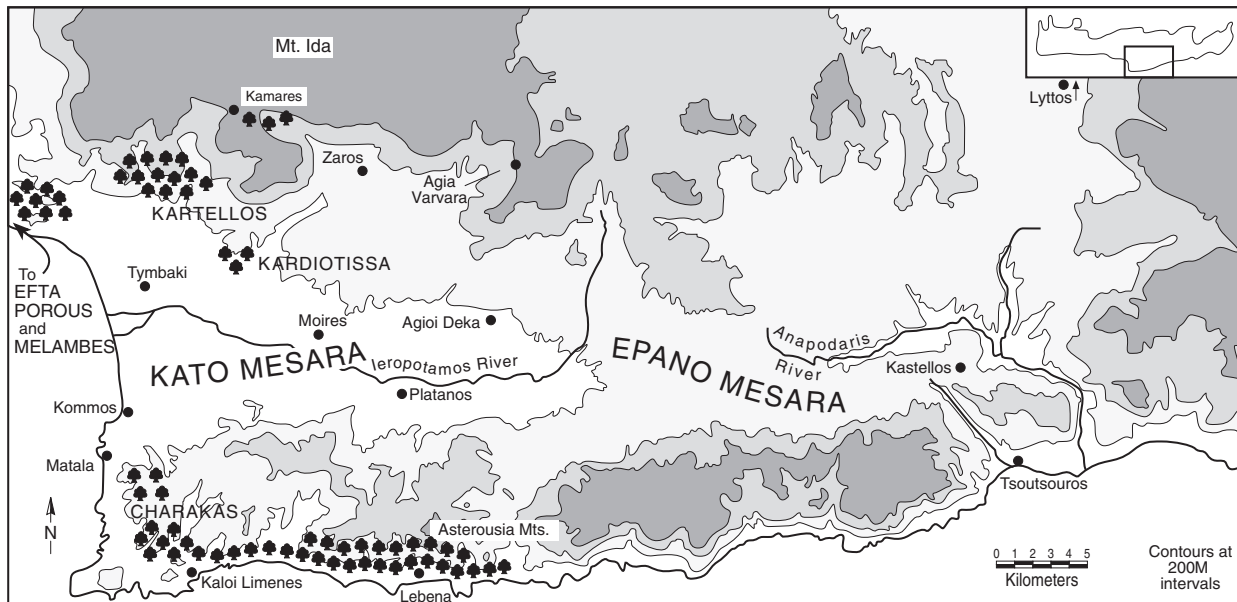 Mt. Ida
Kamares
Lyttos
Zaros
Agia
Varvara
KARTELLOS
KARDIOTISSA
To
EFTA
POROUS
and
MELAMBES
Tymbaki
Moires
Agioi Deka
KATO MESARA
Ieropotamos River
EPANO MESARA
Anapodaris
River
Kastellos
Platanos
Kommos
Matala
Tsoutsouros
CHARAKAS
N
Asterousia Mts.
Kaloi Limenes
Lebena
0 1 2 3 4 5
Kilometers
Contours at
200M
intervals